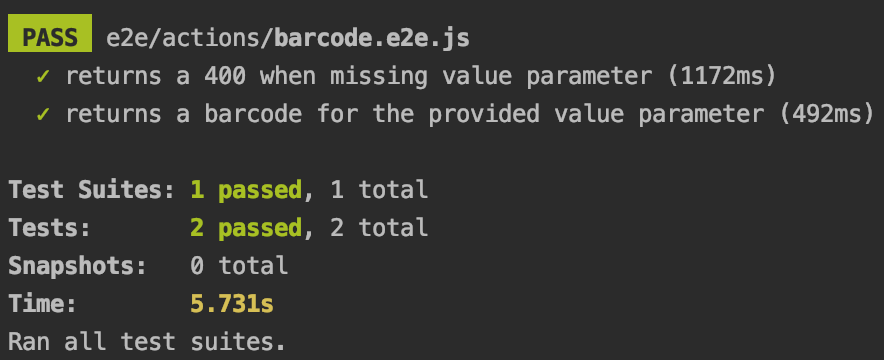 PASS e2e/actions/barcode.e2e.js
✓ returns a 400 when missing value parameter (1172ms)
✓ returns a barcode for the provided value parameter (492ms)
Test Suites: 1 passed, 1 total
Tests: 2 passed, 2 total
Snapshots: 0 total
Time: 5.731s
Ran all test suites.